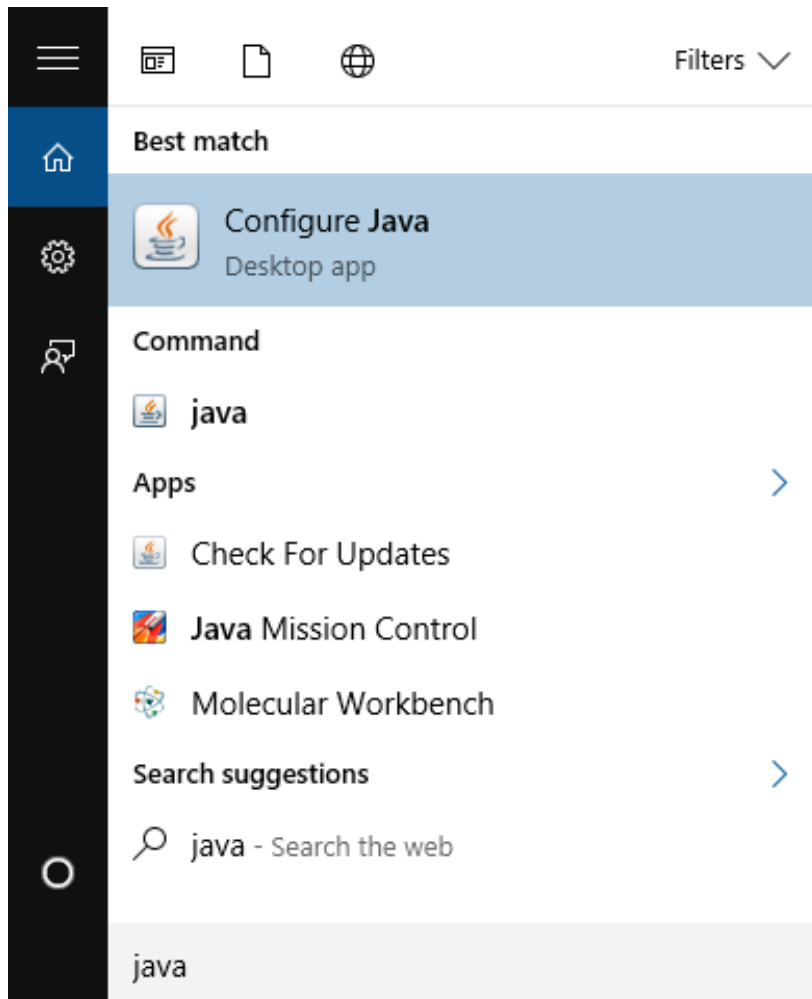 Filters
Best match
Configure Java
Desktop app
Command
java
Apps
Check For Updates
Java Mission Control
Molecular Workbench
Search suggestions
java - Search the web
java